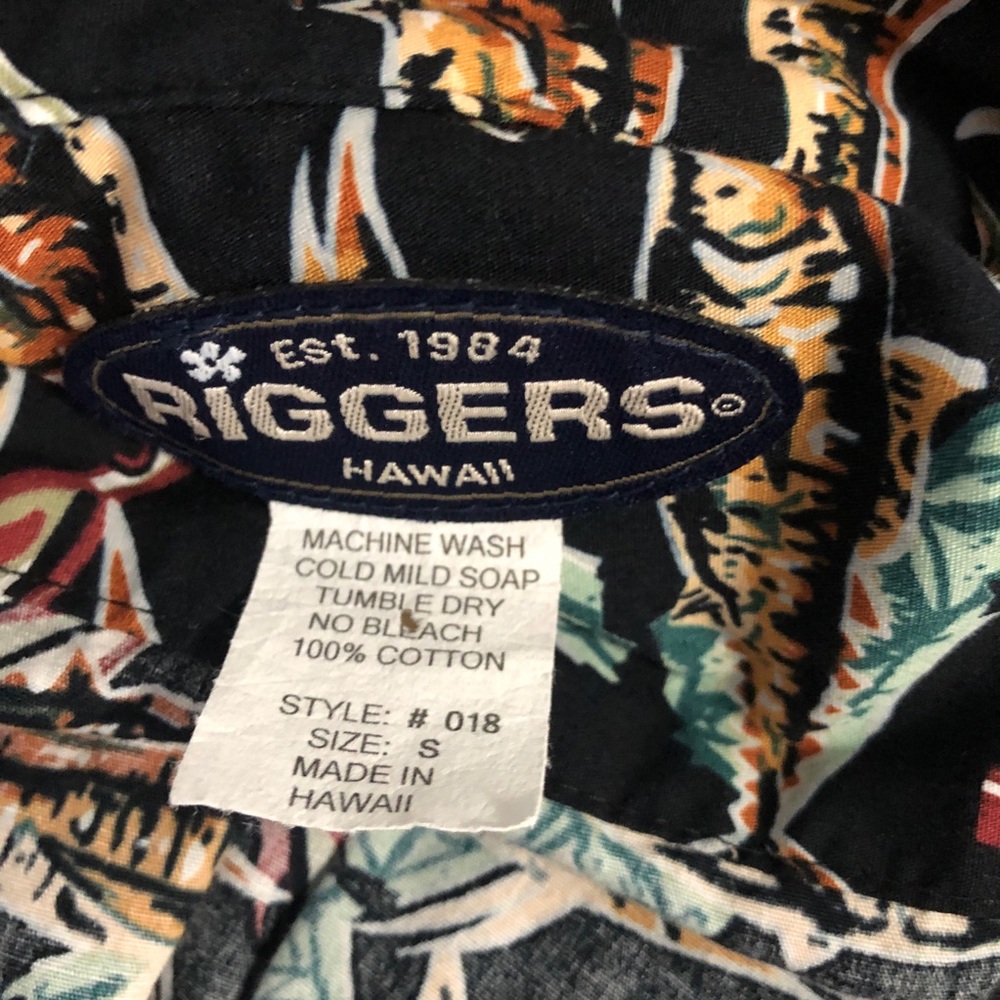 Est. 1984
RIGGERS©
HAWAII
MACHINE WASH
COLD MILD SOAP
TUMBLE DRY
NO BLEACH
100% COTTON
STYLE: # 018
SIZE: S
MADE IN
HAWAII